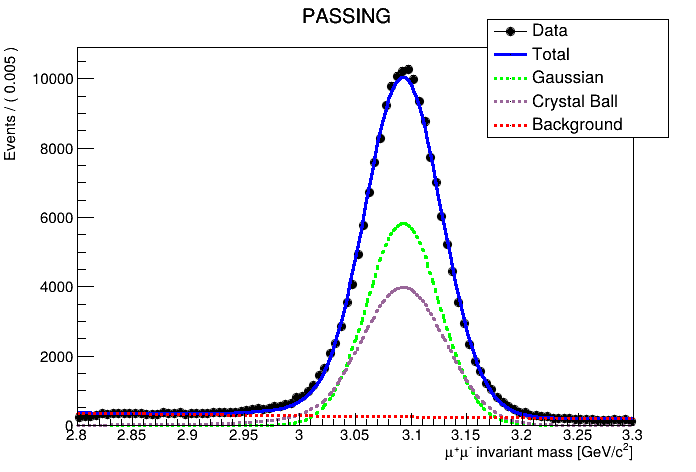 PASSING
Data
Total
Gaussian
Crystal Ball
Background
Events / ( 0.005 )
10000
8000
6000
4000
2000
0
2.8 2.85 2.9 2.95 3 3.05 3.1 3.15 3.2 3.25 3.3
μ⁺μ⁻ invariant mass [GeV/c²]